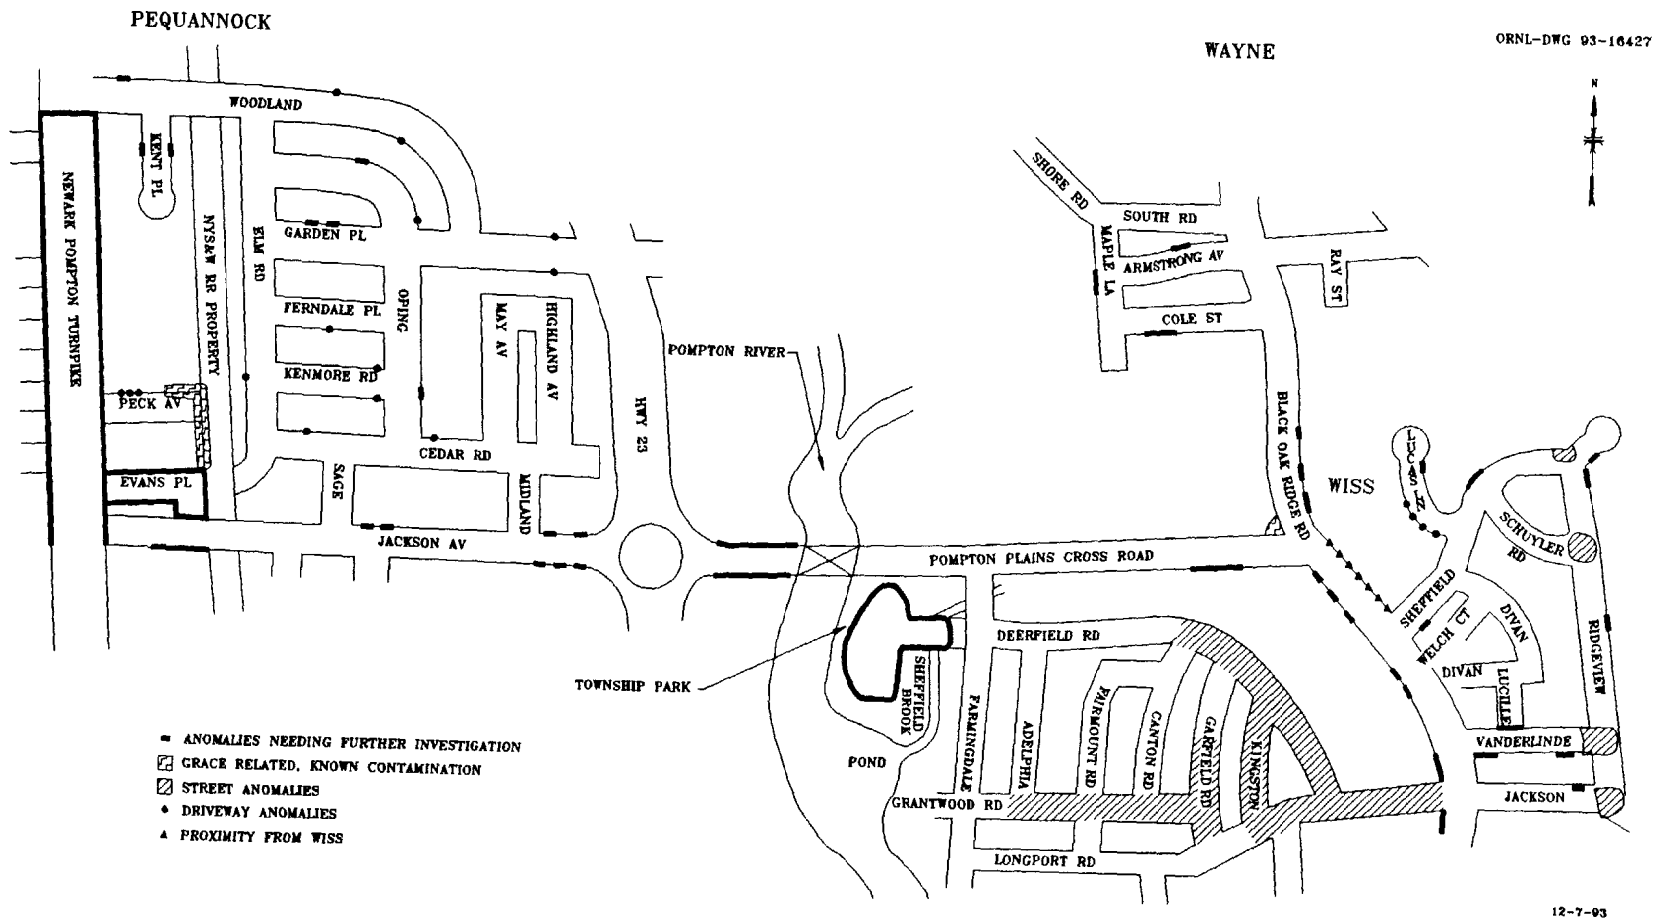 PEQUANNOCK
WAYNE
ORNL-DWG 93-16427
N
WOODLAND
KENT PL
NEWARK POMPTON TURNPIKE
NYS&W RR PROPERTY
ELM RD
GARDEN PL
OPING
FERNDALE PL
MAY AV
HIGHLAND AV
KENMORE RD
PECK AV
HWY 23
CEDAR RD
EVANS PL
SAGE
MIDLAND
JACKSON AV
POMPTON RIVER
SHORE RD
SOUTH RD
MAPLE LA
ARMSTRONG AV
RAY ST
COLE ST
BLACK OAK RIDGE RD
WISS
LUCAS LN
SCHUYLER
RD
POMPTON PLAINS CROSS ROAD
SHEFFIELD
WELCH CT
DIVAN
DIVAN
LUCILLE
RIDGEVIEW
DEERFIELD RD
TOWNSHIP PARK
SHEFFIELD
BROOK
FARMINGDALE
ADELPHIA
FAIRMOUNT RD
CANTON RD
GARFIELD RD
KINGSTON
VANDERLINDE
POND
GRANTWOOD RD
JACKSON
LONGPORT RD
ANOMALIES NEEDING FURTHER INVESTIGATION
GRACE RELATED, KNOWN CONTAMINATION
STREET ANOMALIES
DRIVEWAY ANOMALIES
PROXIMITY FROM WISS
12-7-93